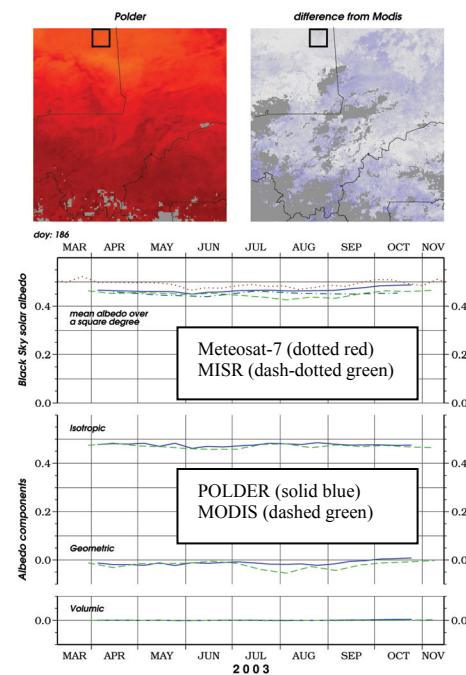 Polder
difference from Modis
doy: 186
MAR APR MAY JUN JUL AUG SEP OCT NOV
Black Sky solar albedo
0.4 0.4
mean albedo over
a square degree
0.2 0.2
Meteosat-7 (dotted red)
MISR (dash-dotted green)
0.0 0.0
Albedo components
Isotropic
0.4 0.4
0.2 0.2
POLDER (solid blue)
MODIS (dashed green)
Geometric
0.0 0.0
Volumic
0.0 0.0
MAR APR MAY JUN JUL AUG SEP OCT NOV
2003